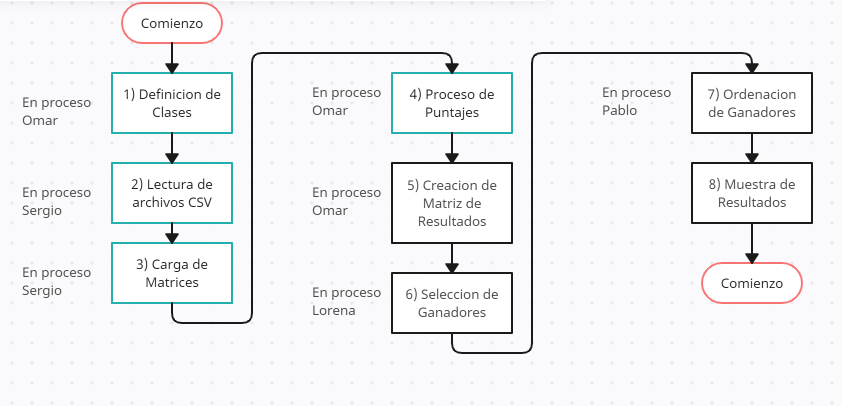 Comienzo
En proceso
Omar
1) Definicion de
Clases
En proceso
Sergio
2) Lectura de
archivos CSV
En proceso
Sergio
3) Carga de
Matrices
En proceso
Omar
4) Proceso de
Puntajes
En proceso
Omar
5) Creacion de
Matriz de
Resultados
En proceso
Lorena
6) Seleccion de
Ganadores
En proceso
Pablo
7) Ordenacion
de Ganadores
8) Muestra de
Resultados
Comienzo